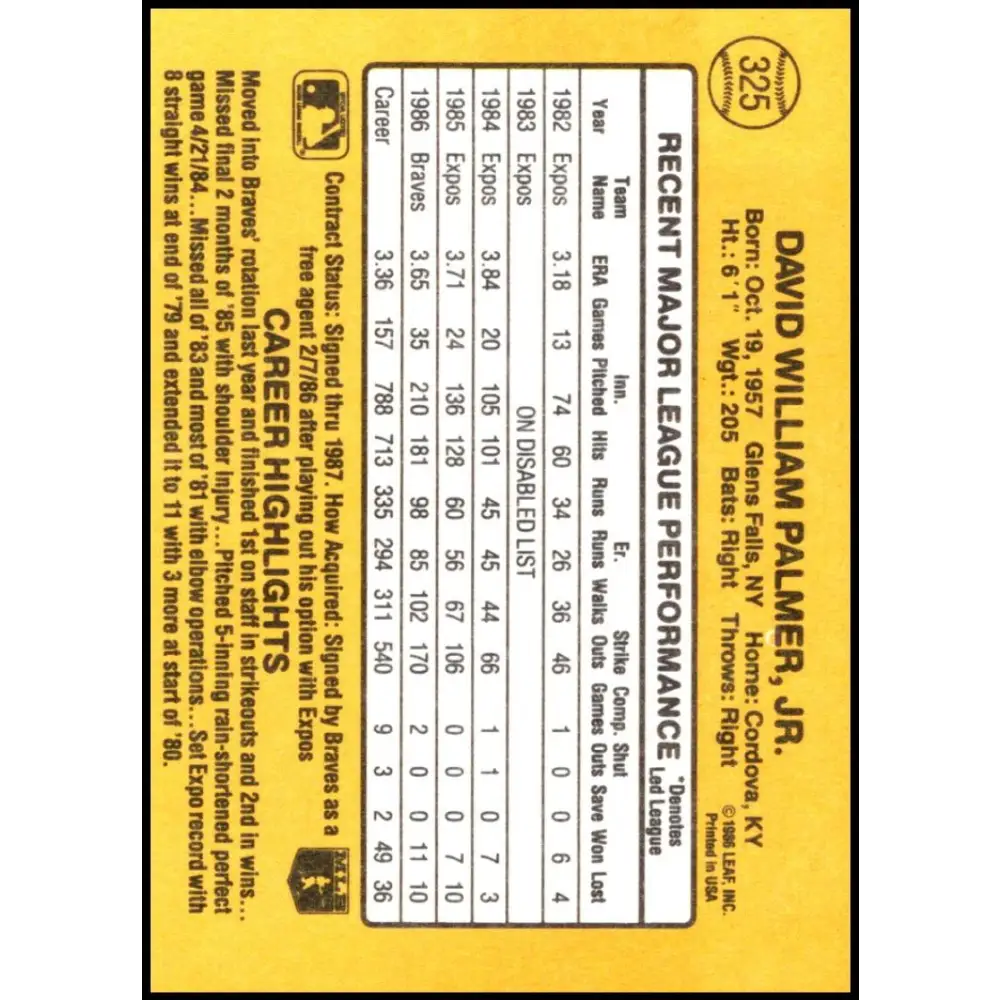 325
DAVID WILLIAM PALMER, JR.
Born: Oct. 19, 1957 Glens Falls, NY Home: Cordova, KY
Ht.: 6'1" Wgt.: 205 Bats: Right Throws: Right
© 1986 LEAF, INC.
Printed in USA
RECENT MAJOR LEAGUE PERFORMANCE
*Denotes
Led League
Team Inn. Er. Strike Comp. Shut
Year Name ERA Games Pitched Hits Runs Runs Walks Outs Games Outs Save Won Lost
1982 Expos 3.18 13 74 60 34 26 36 46 1 0 0 6 4
1983 Expos ON DISABLED LIST
1984 Expos 3.84 20 105 101 45 45 44 66 1 1 0 7 3
1985 Expos 3.71 24 136 128 60 56 67 106 0 0 0 7 10
1986 Braves 3.65 35 210 181 98 85 102 170 2 0 0 11 10
Career 3.36 157 788 713 335 294 311 540 9 3 2 49 36
Contract Status: Signed thru 1987. How Acquired: Signed by Braves as a
free agent 2/7/86 after playing out his option with Expos
MLB
CAREER HIGHLIGHTS
Moved into Braves' rotation last year and finished 1st on staff in strikeouts and 2nd in wins...
Missed final 2 months of '85 with shoulder injury...Pitched 5-inning rain-shortened perfect
game 4/21/84...Missed all of '83 and most of '81 with elbow operations...Set Expo record with
8 straight wins at end of '79 and extended it to 11 with 3 more at start of '80.